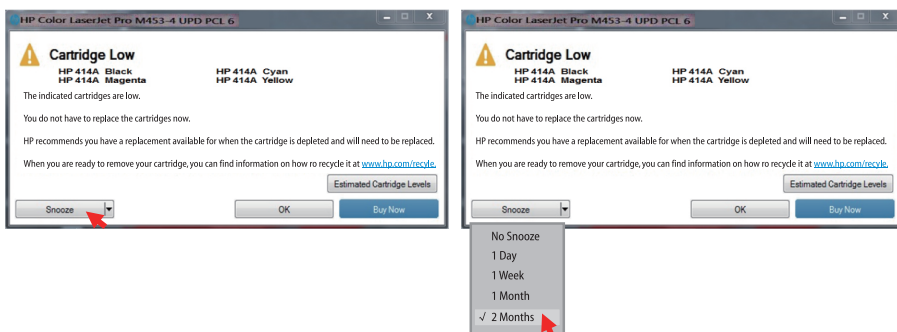 HP Color LaserJet Pro M453-4 UPD PCL 6
Cartridge Low
HP 414A Black HP 414A Cyan
HP 414A Magenta HP 414A Yellow
The indicated cartridges are low.
You do not have to replace the cartridges now.
HP recommends you have a replacement available for when the cartridge is depleted and will need to be replaced.
When you are ready to remove your cartridge, you can find information on how ro recycle it at www.hp.com/recyle.
Estimated Cartridge Levels
Snooze OK Buy Now
HP Color LaserJet Pro M453-4 UPD PCL 6
Cartridge Low
HP 414A Black HP 414A Cyan
HP 414A Magenta HP 414A Yellow
The indicated cartridges are low.
You do not have to replace the cartridges now.
HP recommends you have a replacement available for when the cartridge is depleted and will need to be replaced.
When you are ready to remove your cartridge, you can find information on how ro recycle it at www.hp.com/recyle.
Estimated Cartridge Levels
Snooze OK Buy Now
No Snooze
1 Day
1 Week
1 Month
√ 2 Months